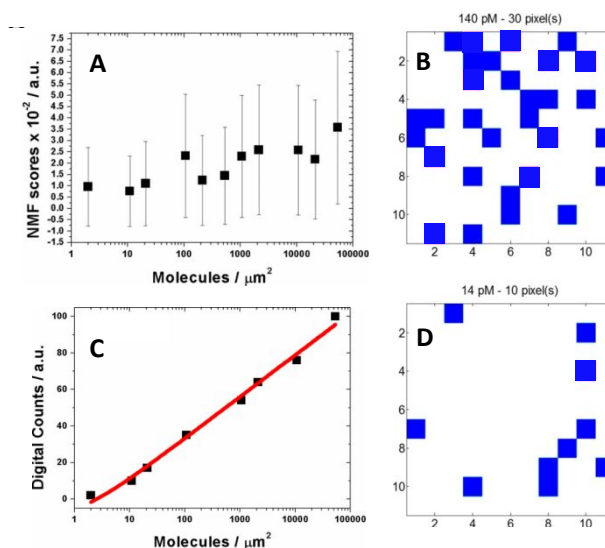 A
NMF scores x 10-2 / a.u.
7.5
7.0
6.5
6.0
5.5
5.0
4.5
4.0
3.5
3.0
2.5
2.0
1.5
1.0
0.5
0.0
-0.5
-1.0
-1.5
1 10 100 1000 10000 100000
Molecules / μm2
140 pM - 30 pixel(s)
B
2
4
6
8
10
2 4 6 8 10
C
Digital Counts / a.u.
100
80
60
40
20
0
1 10 100 1000 10000 100000
Molecules / μm2
14 pM - 10 pixel(s)
D
2
4
6
8
10
2 4 6 8 10